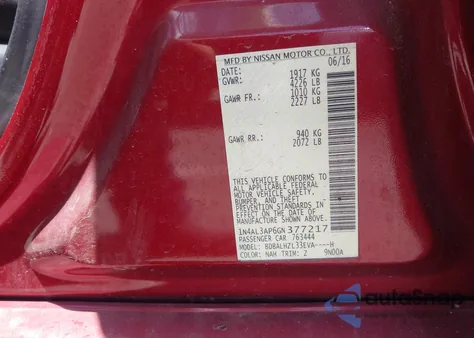 MFD BY NISSAN MOTOR CO., LTD.
DATE: 06/16
GVWR: 1917 KG
4226 LB
GAWR FR.: 1010 KG
2227 LB
GAWR RR.: 940 KG
2072 LB
THIS VEHICLE CONFORMS TO
ALL APPLICABLE FEDERAL
MOTOR VEHICLE SAFETY,
BUMPER, AND THEFT
PREVENTION STANDARDS IN
EFFECT ON THE DATE OF
MANUFACTURE SHOWN ABOVE.
1N4AL3AP6GN377217
PASSENGER CAR 763444
MODEL: BDBALHZL33EVA----H
COLOR: NAH TRIM: Z 9N00A
autoSnap